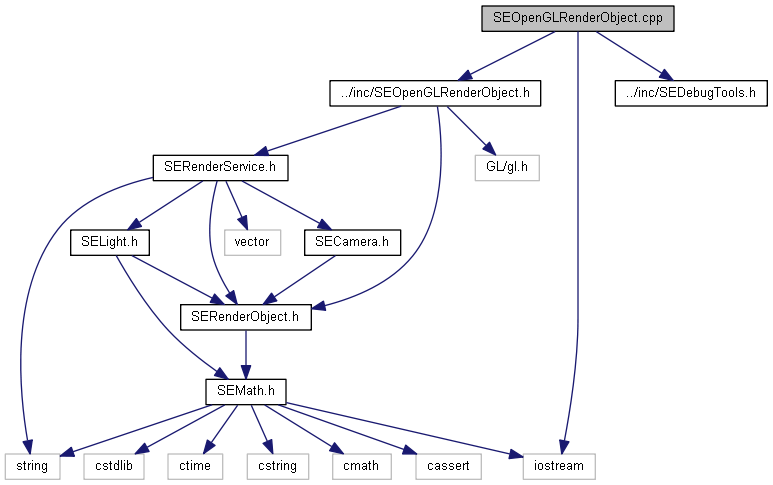 SEOpenGLRenderObject.cpp
../inc/SEOpenGLRenderObject.h
../inc/SEDebugTools.h
SERenderService.h
GL/gl.h
SELight.h
vector
SECamera.h
SERenderObject.h
SEMath.h
string
cstdlib
ctime
cstring
cmath
cassert
iostream